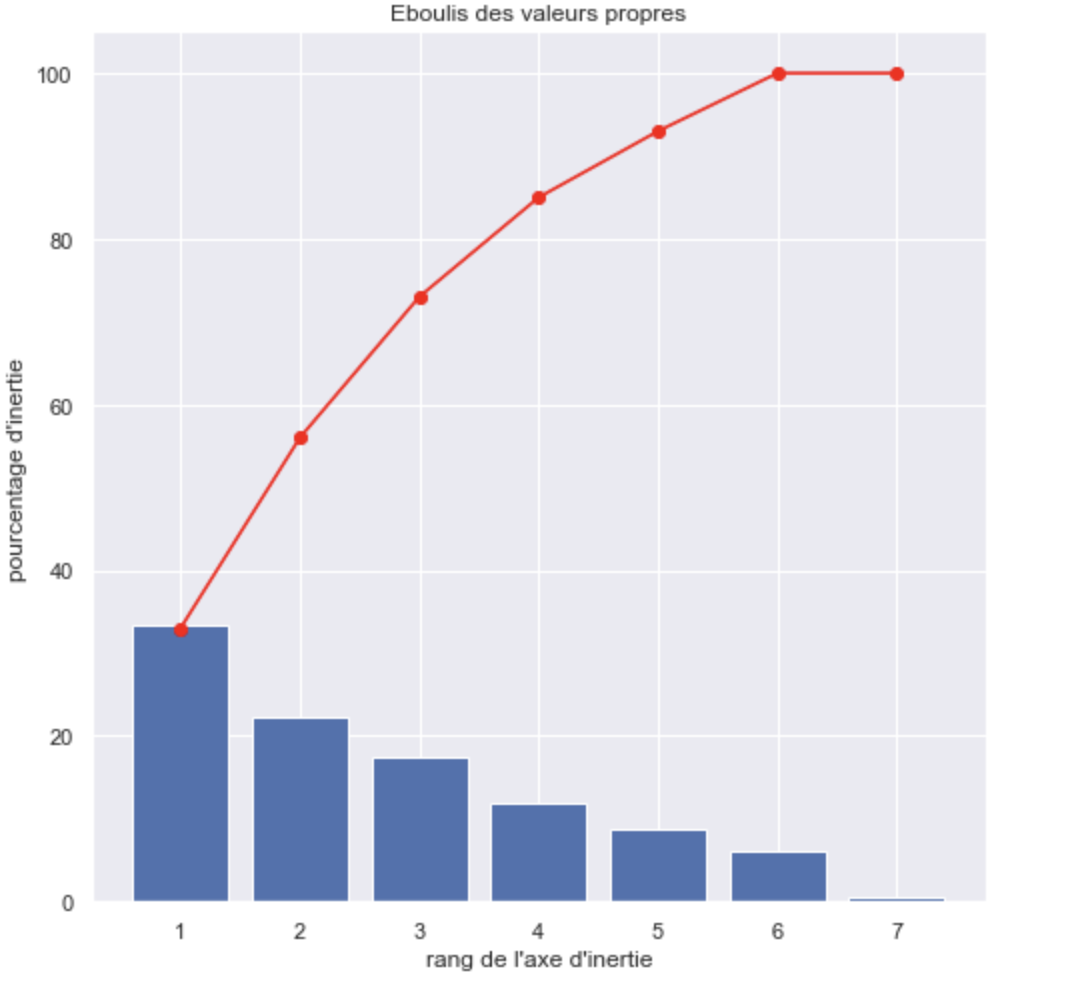 Eboulis des valeurs propres
100
80
60
40
20
0
pourcentage d'inertie
1 2 3 4 5 6 7
rang de l'axe d'inertie